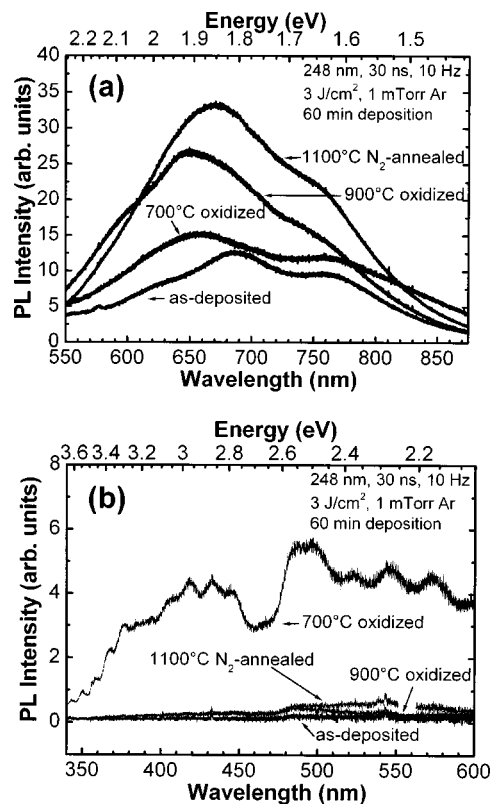 Energy (eV)
2.2 2.1 2 1.9 1.8 1.7 1.6 1.5
40
35
30
25
20
15
10
5
0
PL Intensity (arb. units)
(a)
248 nm, 30 ns, 10 Hz
3 J/cm², 1 mTorr Ar
60 min deposition
1100°C N₂-annealed
900°C oxidized
700°C oxidized
as-deposited
550 600 650 700 750 800 850
Wavelength (nm)
Energy (eV)
3.6 3.4 3.2 3 2.8 2.6 2.4 2.2
8
6
4
2
0
PL Intensity (arb. units)
(b)
248 nm, 30 ns, 10 Hz
3 J/cm², 1 mTorr Ar
60 min deposition
700°C oxidized
1100°C N₂-annealed
900°C oxidized
as-deposited
350 400 450 500 550 600
Wavelength (nm)